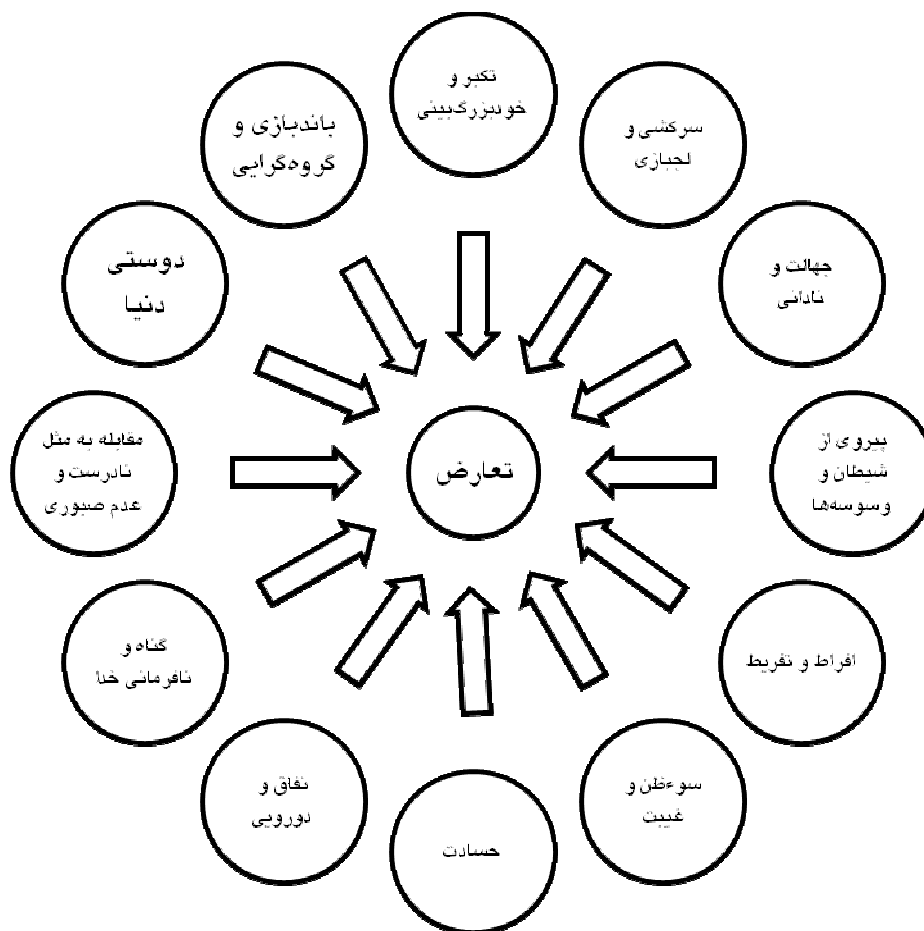 تکبر و
خودبزرگ‌بینی
سرکشی و
لجبازی
جهالت و
نادانی
پیروی از
شیطان و
وسوسه‌ها
افراط و تفریط
سوءظن و
غیبت
حسادت
نفاق و
دورویی
گناه و
نافرمانی خدا
مقابله به مثل
نادرست و
عدم صبوری
دوستی
دنیا
باندبازی و
گروه‌گرایی
تعارض